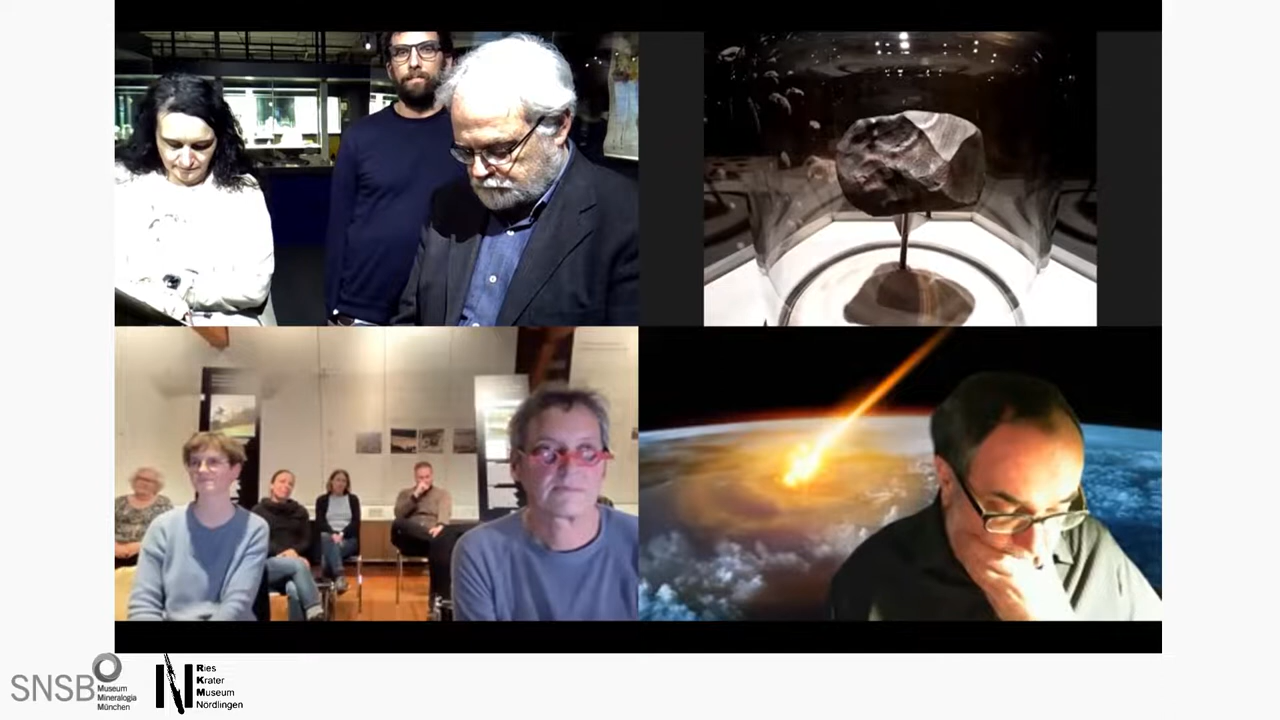 SNSB
Museum
Mineralogia
München
Ries
Krater
Museum
Nördlingen